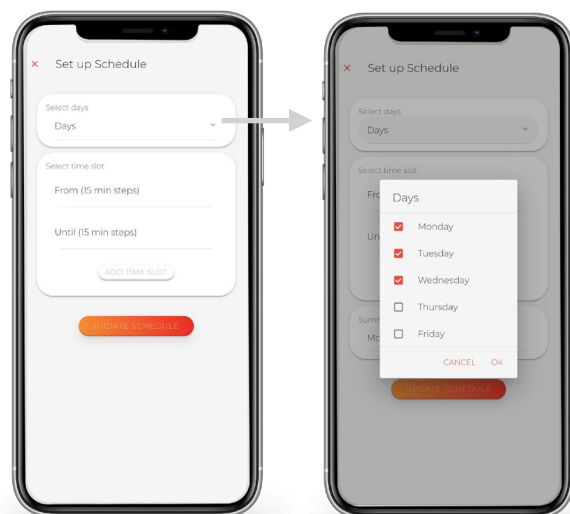 × Set up Schedule
Select days
Days
Select time slot
From (15 min steps)
Until (15 min steps)
ADD TIME SLOT
UPDATE SCHEDULE
× Set up Schedule
Select days
Days
Select time slot
Days
Monday
Tuesday
Wednesday
Thursday
Friday
CANCEL OK
UPDATE SCHEDULE